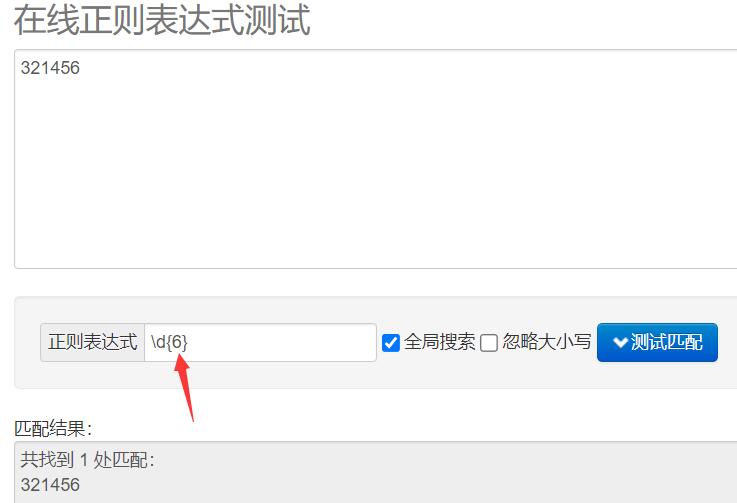 在线正则表达式测试
321456
正则表达式 \d{6} 全局搜索 忽略大小写 测试匹配
匹配结果：
共找到 1 处匹配：
321456